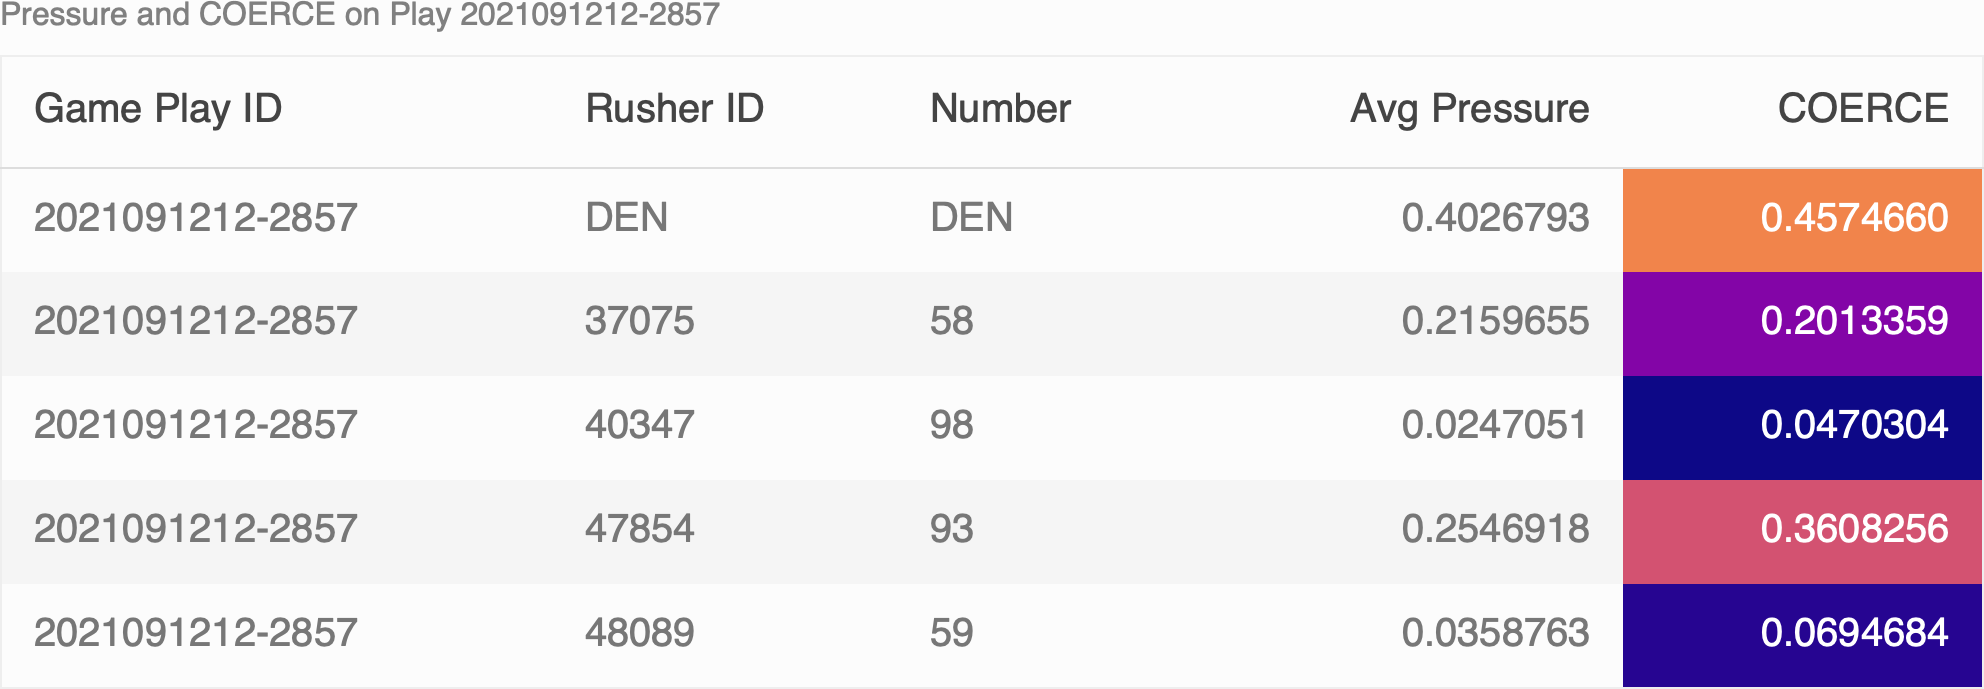 Pressure and COERCE on Play 2021091212-2857
Game Play ID Rusher ID Number Avg Pressure COERCE
2021091212-2857 DEN DEN 0.4026793 0.4574660
2021091212-2857 37075 58 0.2159655 0.2013359
2021091212-2857 40347 98 0.0247051 0.0470304
2021091212-2857 47854 93 0.2546918 0.3608256
2021091212-2857 48089 59 0.0358763 0.0694684